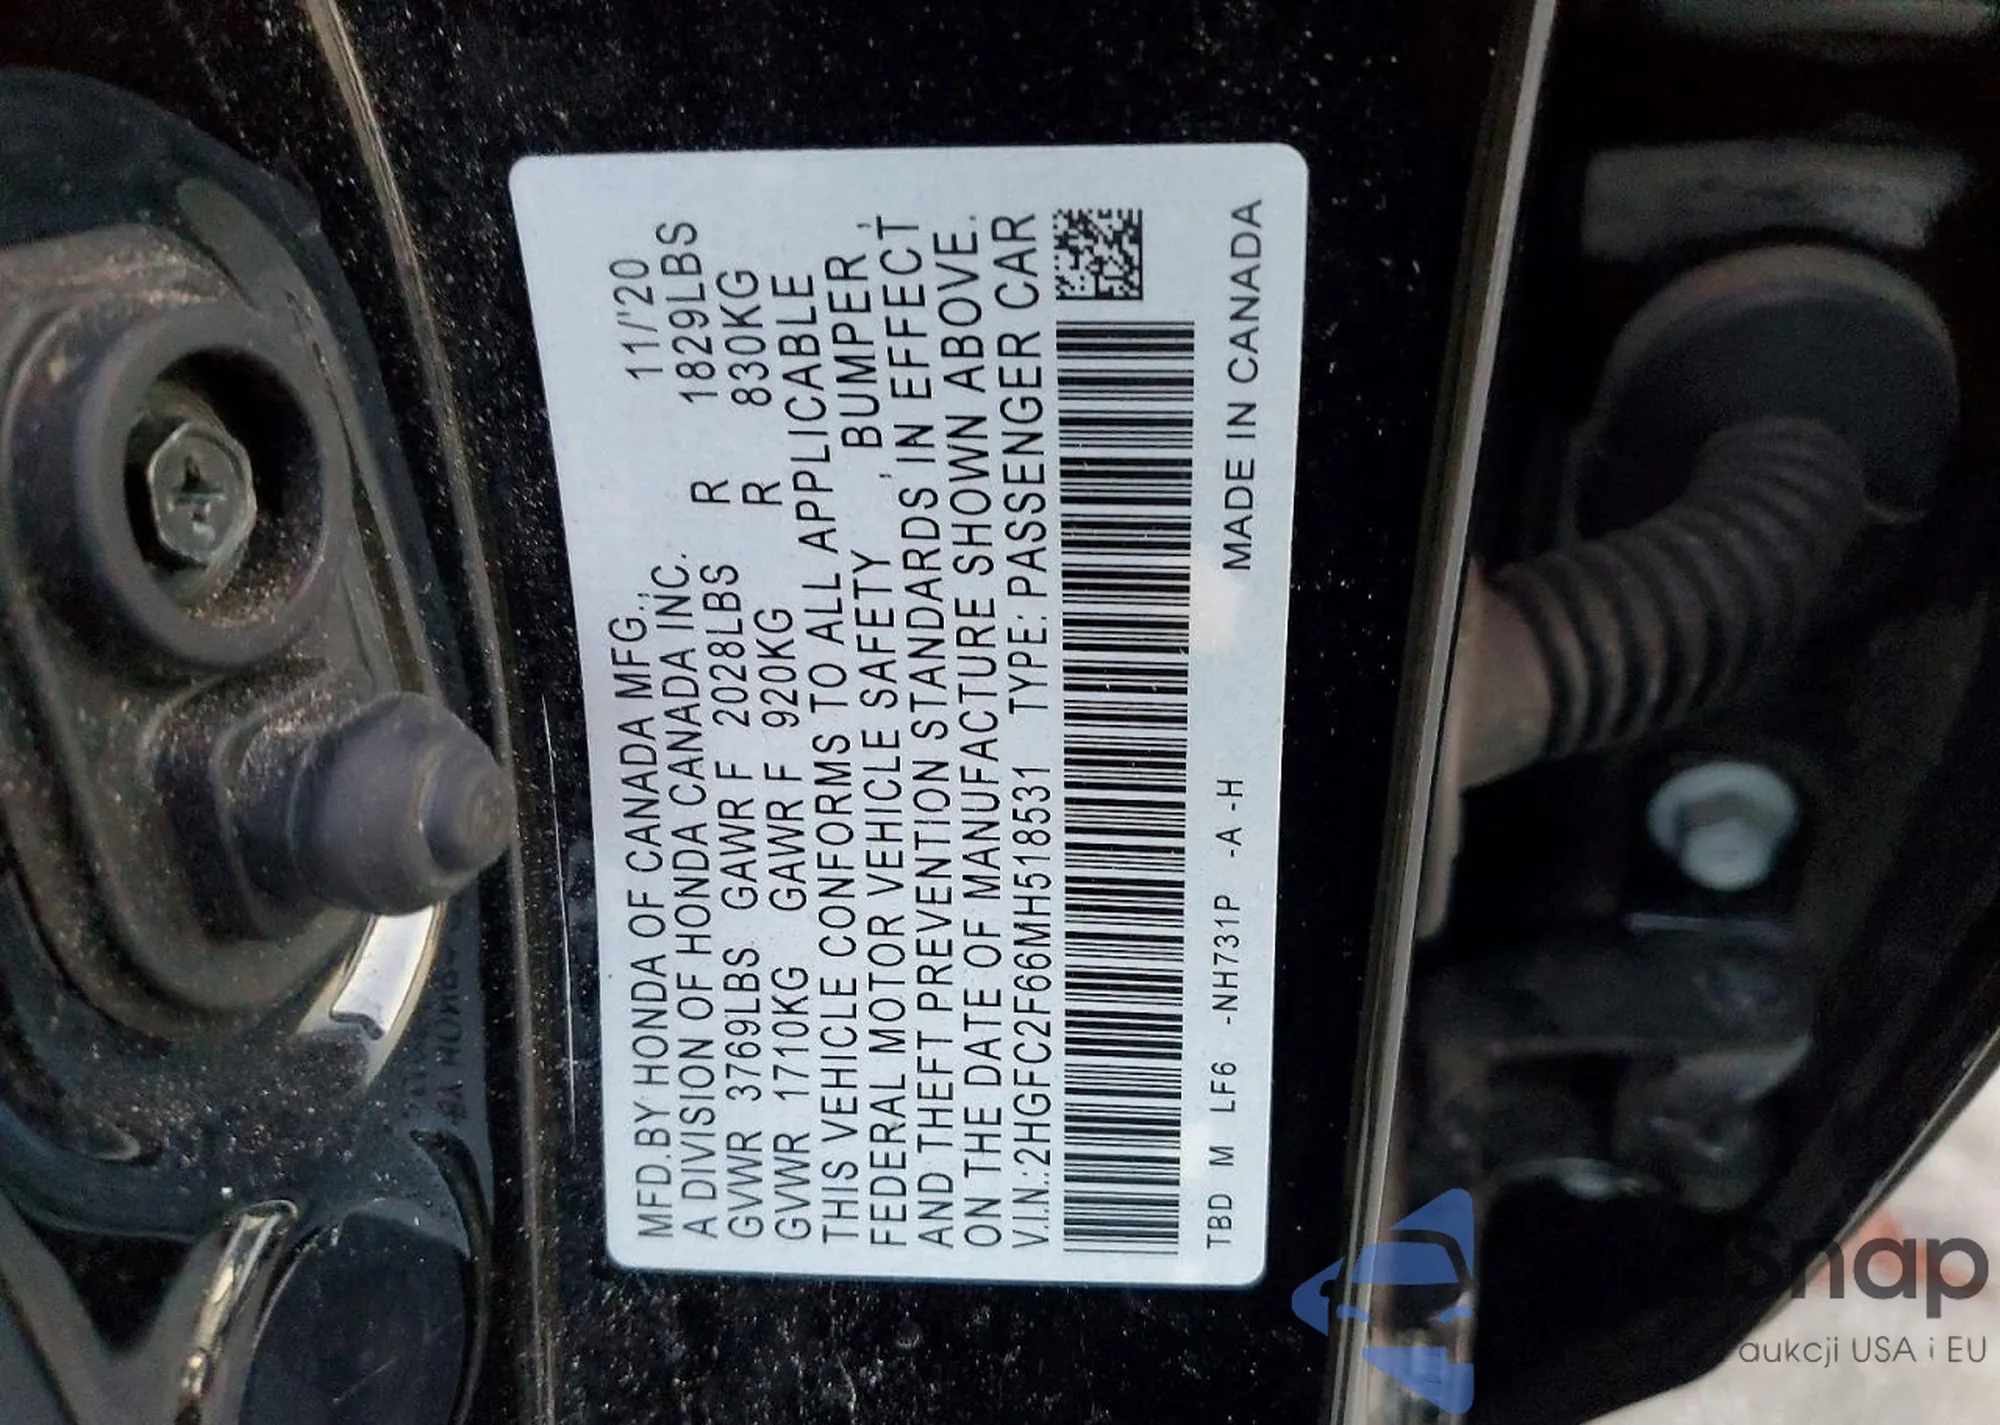 MFD.BY HONDA OF CANADA MFG., 11/'20
A DIVISION OF HONDA CANADA INC.
GVWR 3769LBS GAWR F 2028LBS R 1829LBS
GVWR 1710KG GAWR F 920KG R 830KG
THIS VEHICLE CONFORMS TO ALL APPLICABLE
FEDERAL MOTOR VEHICLE SAFETY , BUMPER ,
AND THEFT PREVENTION STANDARDS IN EFFECT
ON THE DATE OF MANUFACTURE SHOWN ABOVE.
V.I.N.:2HGFC2F66MH518531 TYPE: PASSENGER CAR
TBD M LF6 -NH731P -A -H MADE IN CANADA
Snap
aukcji USA i EU